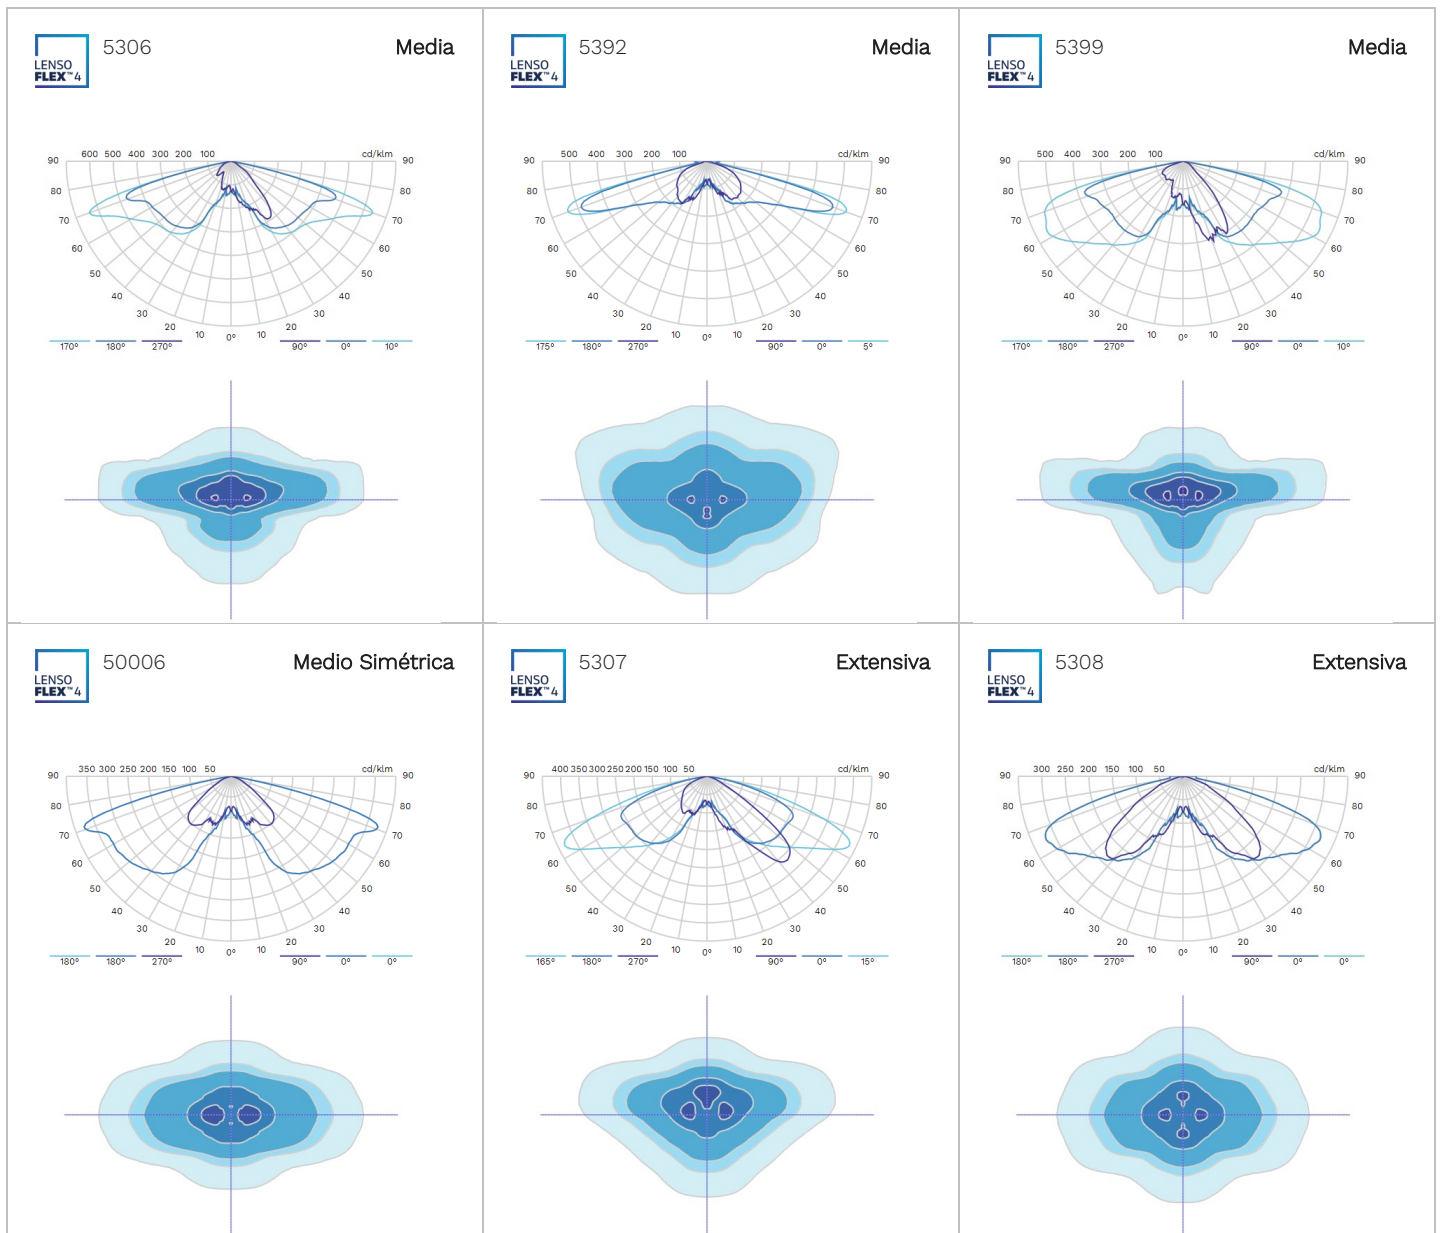 5306 Media
LENSO
FLEX™4
90 600 500 400 300 200 100 cd/klm 90
80 80
70 70
60 60
50 50
40 40
30 30
20 10 0° 10 20
170° 180° 270° 90° 0° 10°
5392 Media
LENSO
FLEX™4
90 500 400 300 200 100 cd/klm 90
80 80
70 70
60 60
50 50
40 40
30 30
20 10 0° 10 20
175° 180° 270° 90° 0° 5°
5399 Media
LENSO
FLEX™4
90 500 400 300 200 100 cd/klm 90
80 80
70 70
60 60
50 50
40 40
30 30
20 10 0° 10 20
170° 180° 270° 90° 0° 10°
50006 Medio Simétrica
LENSO
FLEX™4
90 350 300 250 200 150 100 50 cd/klm 90
80 80
70 70
60 60
50 50
40 40
30 30
20 10 0° 10 20
180° 180° 270° 90° 0° 0°
5307 Extensiva
LENSO
FLEX™4
90 400 350 300 250 200 150 100 50 cd/klm 90
80 80
70 70
60 60
50 50
40 40
30 30
20 10 0° 10 20
165° 180° 270° 90° 0° 15°
5308 Extensiva
LENSO
FLEX™4
90 300 250 200 150 100 50 cd/klm 90
80 80
70 70
60 60
50 50
40 40
30 30
20 10 0° 10 20
180° 180° 270° 90° 0° 0°